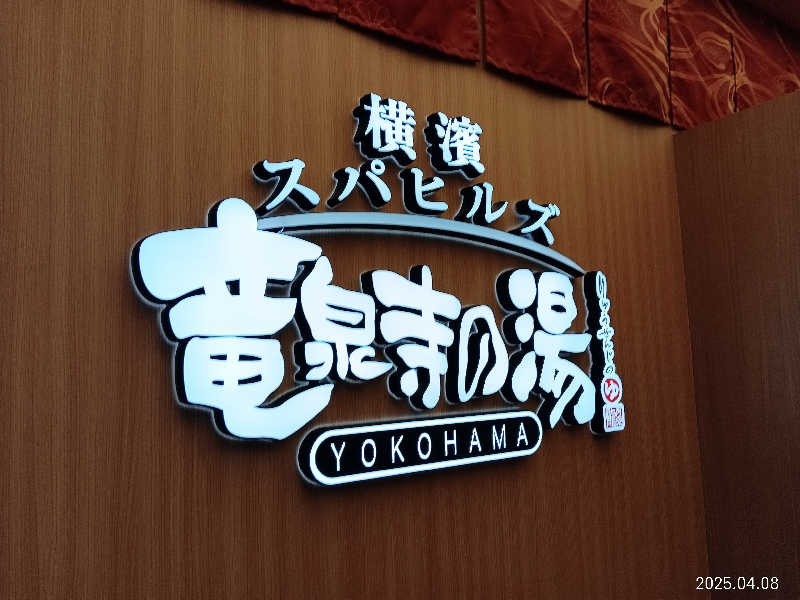 横濱
スパヒルズ
竜泉寺の湯
りゅうせんじの
ゆ
YOKOHAMA
2025.04.08